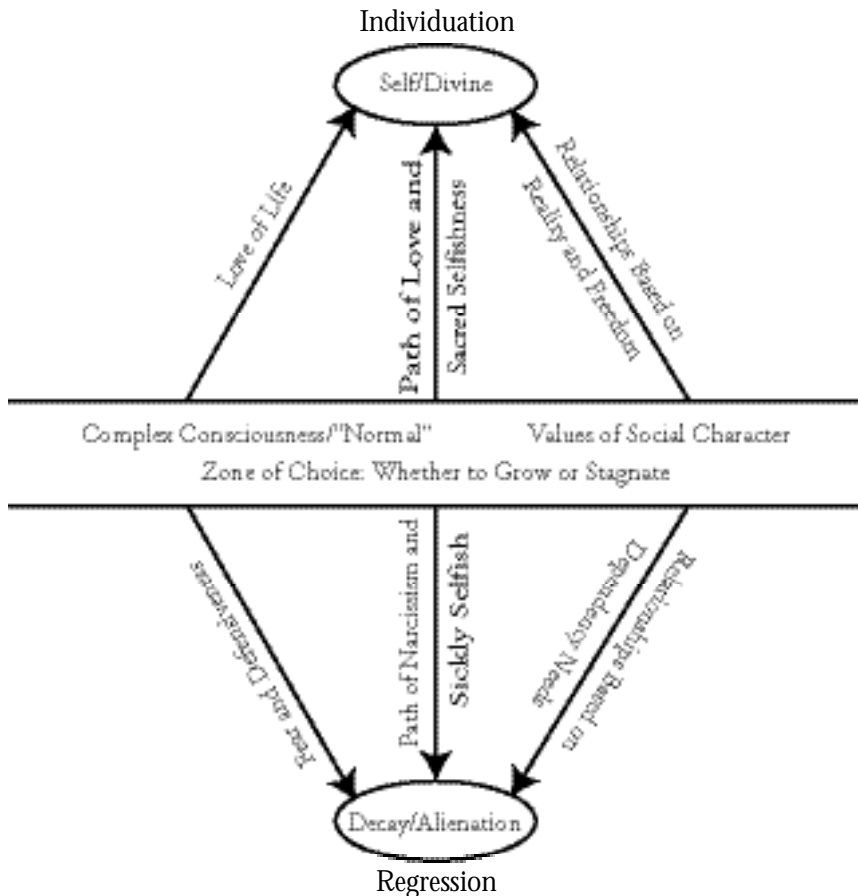 Individuation
Self/Divine
Love of Life
Path of Love and
Sacred Selfishness
Relationships Based on
Reality and Freedom
Complex Consciousness/"Normal"
Values of Social Character
Zone of Choice: Whether to Grow or Stagnate
Fear and Defensiveness
Path of Narcissism and
Sickly Selfish
Relationships Based on
Dependency Needs
Decay/Alienation
Regression